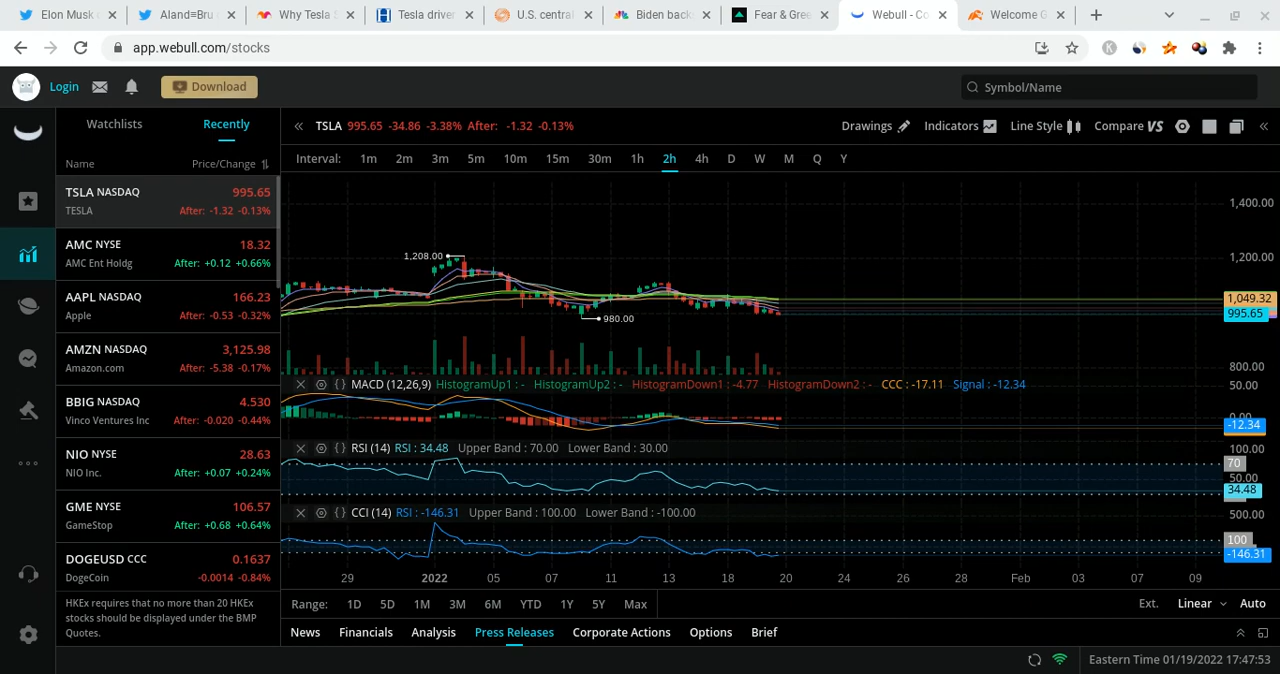 Elon Musk
Aland=Bru
Why Tesla
Tesla driver
U.S. central
Biden back
Fear & Gree
Webull - Co
Welcome G
app.webull.com/stocks
K
Login
Download
Symbol/Name
Watchlists Recently
Name Price/Change
TSLA NASDAQ 995.65
TESLA After: -1.32 -0.13%
AMC NYSE 18.32
AMC Ent Holdg After: +0.12 +0.66%
AAPL NASDAQ 166.23
Apple After: -0.53 -0.32%
AMZN NASDAQ 3,125.98
Amazon.com After: -5.38 -0.17%
BBIG NASDAQ 4.530
Vinco Ventures Inc After: -0.020 -0.44%
NIO NYSE 28.63
NIO Inc. After: +0.07 +0.24%
GME NYSE 106.57
GameStop After: +0.68 +0.64%
DOGEUSD CCC 0.1637
DogeCoin -0.0014 -0.84%
HKEx requires that no more than 20 HKEx
stocks should be displayed under the BMP
Quotes.
TSLA 995.65 -34.86 -3.38% After: -1.32 -0.13%
Drawings Indicators Line Style Compare VS
Interval: 1m 2m 3m 5m 10m 15m 30m 1h 2h 4h D W M Q Y
1,400.00
1,208.00
1,200.00
1,049.32
995.65
980.00
800.00
MACD (12,26,9) HistogramUp1 : - HistogramUp2 : - HistogramDown1 : -4.77 HistogramDown2 : - CCC : -17.11 Signal : -12.34
50.00
0.00
-12.34
RSI (14) RSI : 34.48 Upper Band : 70.00 Lower Band : 30.00
100.00
70
50.00
34.48
CCI (14) RSI : -146.31 Upper Band : 100.00 Lower Band : -100.00
500.00
100
-146.31
29 2022 05 07 11 13 18 20 24 26 28 Feb 03 07 09
Range: 1D 5D 1M 3M 6M YTD 1Y 5Y Max
Ext. Linear Auto
News Financials Analysis Press Releases Corporate Actions Options Brief
Eastern Time 01/19/2022 17:47:53